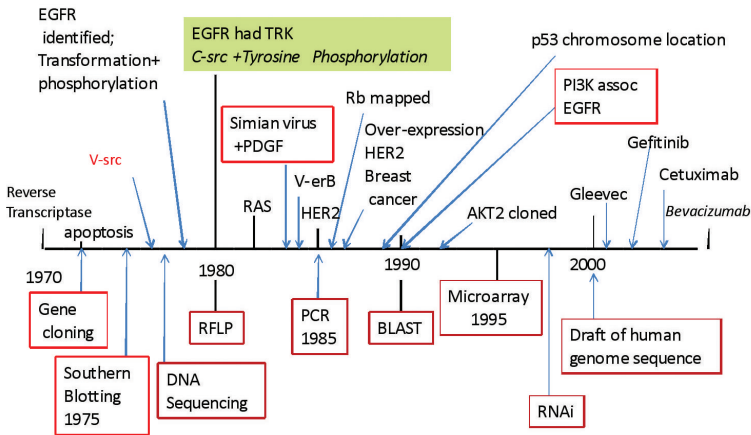 EGFR
identified;
Transformation+
phosphorylation
EGFR had TRK
C-src +Tyrosine Phosphorylation
p53 chromosome location
PI3K assoc
EGFR
Rb mapped
Simian virus
+PDGF
Over-expression
HER2
Breast
cancer
Gefitinib
V-src
V-erB
Cetuximab
Reverse
Transcriptase
apoptosis
RAS
HER2
AKT2 cloned
Gleevec
Bevacizumab
1970
1980
1990
2000
Gene
cloning
RFLP
PCR
1985
BLAST
Microarray
1995
Draft of human
genome sequence
Southern
Blotting
1975
DNA
Sequencing
RNAi